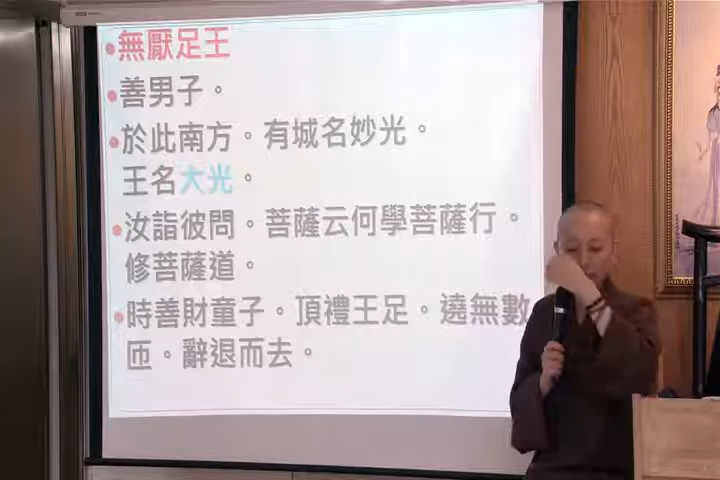 •無厭足王
•善男子。
•於此南方。有城名妙光。
王名大光。
•汝詣彼問。菩薩云何學菩薩行。
修菩薩道。
•時善財童子。頂禮王足。遶無數
匝。辭退而去。